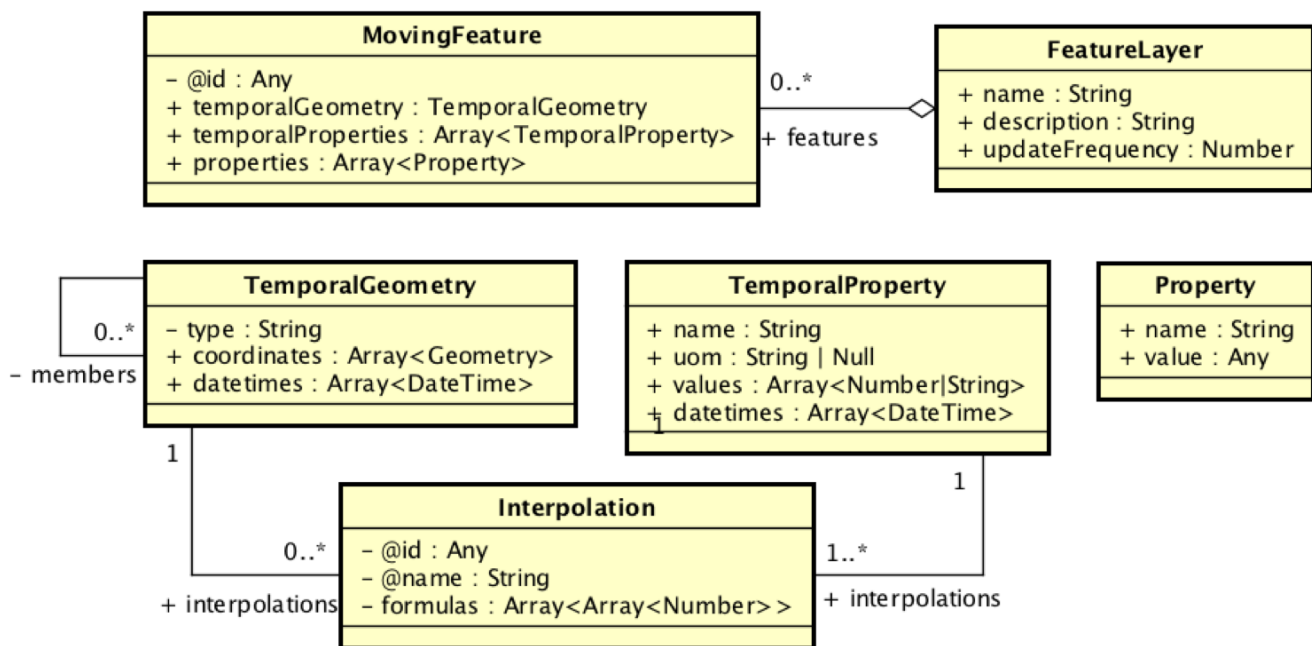 MovingFeature
- @id : Any
+ temporalGeometry : TemporalGeometry
+ temporalProperties : Array<TemporalProperty>
+ properties : Array<Property>
0..*
+ features
FeatureLayer
+ name : String
+ description : String
+ updateFrequency : Number
TemporalGeometry
- type : String
+ coordinates : Array<Geometry>
+ datetimes : Array<DateTime>
0..*
- members
TemporalProperty
+ name : String
+ uom : String | Null
+ values : Array<Number|String>
+ datetimes : Array<DateTime>
1
Property
+ name : String
+ value : Any
1
1
Interpolation
- @id : Any
- @name : String
- formulas : Array<Array<Number> >
0..*
+ interpolations
1..*
+ interpolations